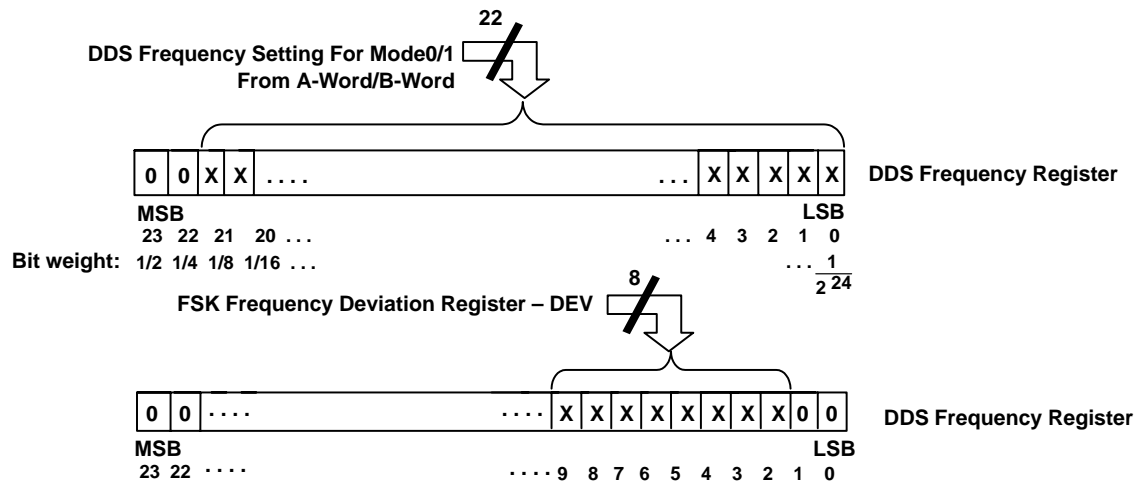 22
DDS Frequency Setting For Mode0/1
From A-Word/B-Word
0 0 X X .... ... X X X X X DDS Frequency Register
MSB LSB
23 22 21 20 ... ... 4 3 2 1 0
Bit weight: 1/2 1/4 1/8 1/16 ... ... 1
2 24
8
FSK Frequency Deviation Register – DEV
0 0 .... .... X X X X X X X X 0 0 DDS Frequency Register
MSB LSB
23 22 .... .... 9 8 7 6 5 4 3 2 1 0